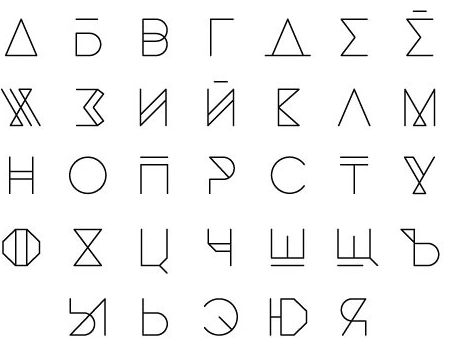 А Б В Г Д Е Ё
Ж З И Й К Л М
Н О П Р С Т У
Ф Х Ц Ч Ш Щ Ъ
Ы Ь Э Ю Я